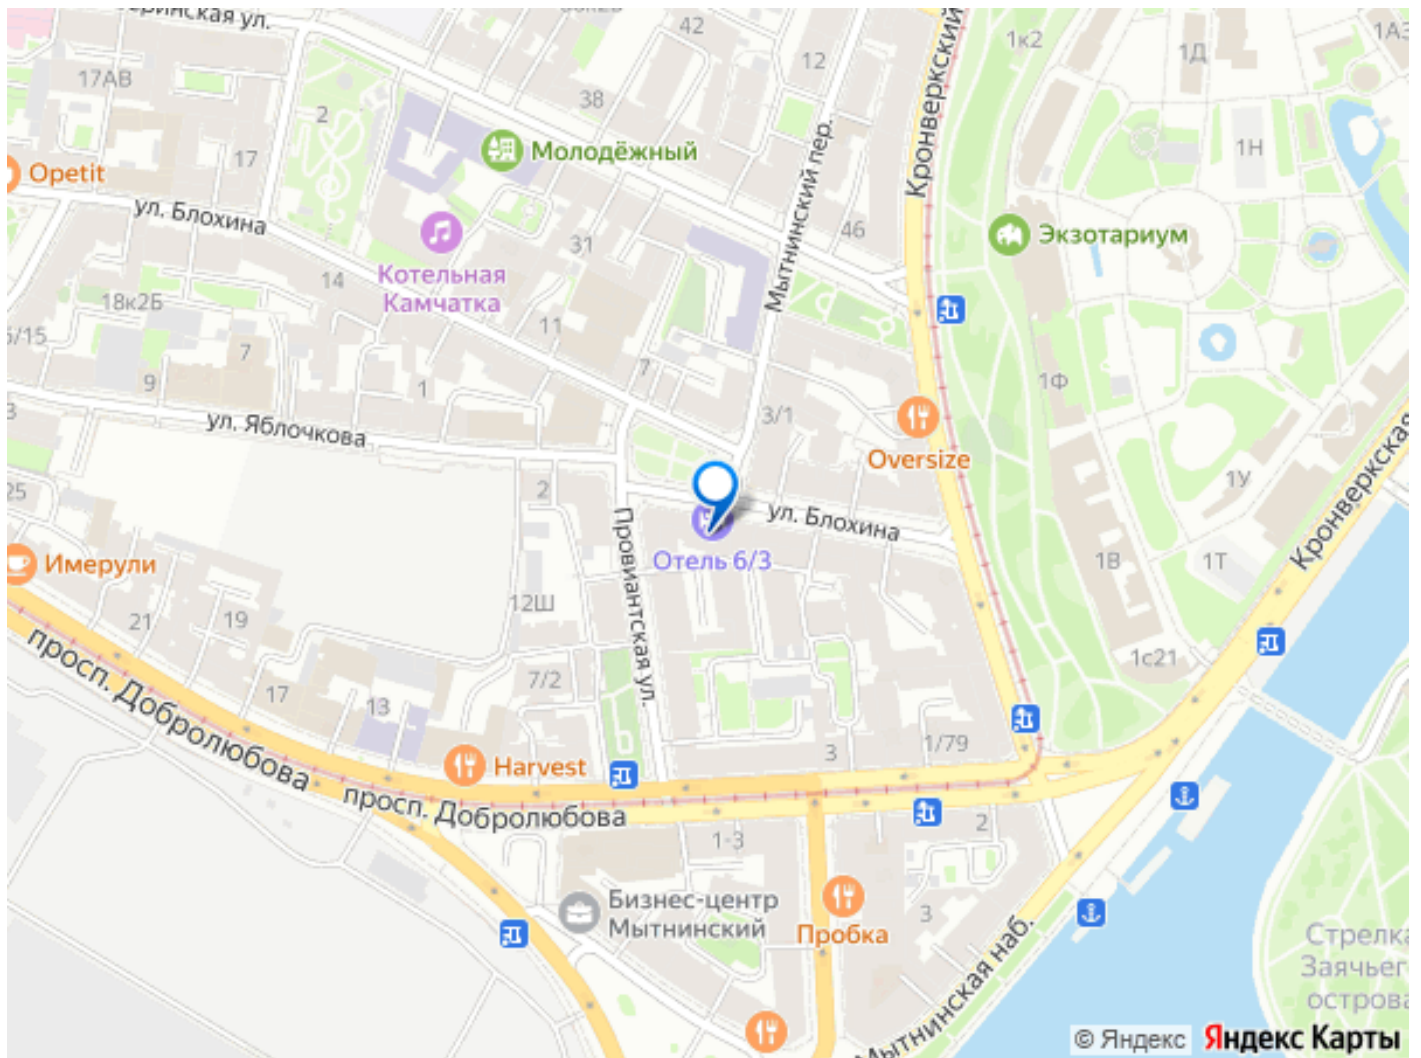 42
1к2
1Д
12
17АВ
38
2
17
Молодёжный
1Н
Opetit
ул. Блохина
Мытнинский пер.
Кронверкский
46
Экзотариум
31
Котельная
Камчатка
14
18к2Б
11
7
7
9
1
1Ф
3/1
ул. Яблочкова
Oversize
1У
25
2
ул. Блохина
Кронверкская
Отель 6/3
Имерули
1В
1Т
12Ш
Провиантская ул.
21
19
1с21
7/2
17
13
просп. Добролюбова
3
1/79
Harvest
просп. Добролюбова
1-3
2
Бизнес-центр
Мытнинский
3
Пробка
Мытнинская наб.
Заячьег
острова
© Яндекс Яндекс Карты